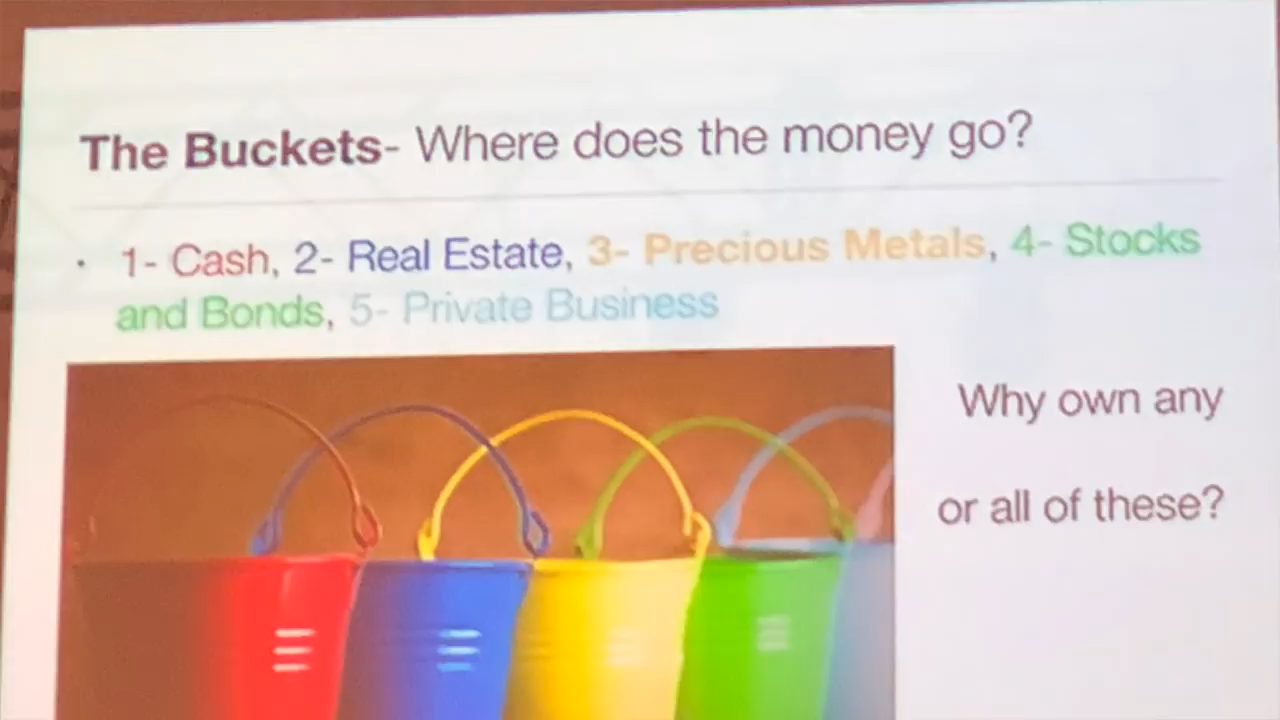 The Buckets- Where does the money go?
· 1- Cash, 2- Real Estate, 3- Precious Metals, 4- Stocks
and Bonds, 5- Private Business
Why own any
or all of these?